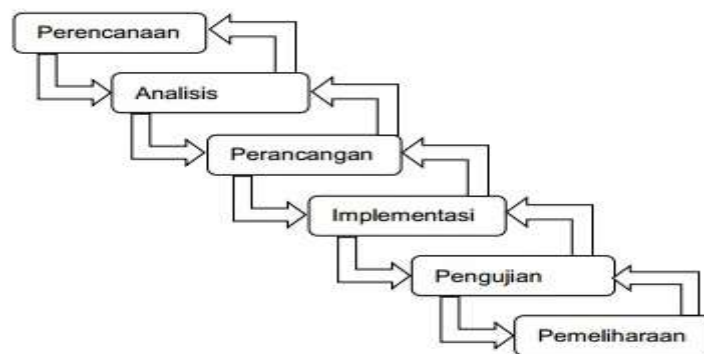 Perencanaan
Analisis
Perancangan
Implementasi
Pengujian
Pemeliharaan